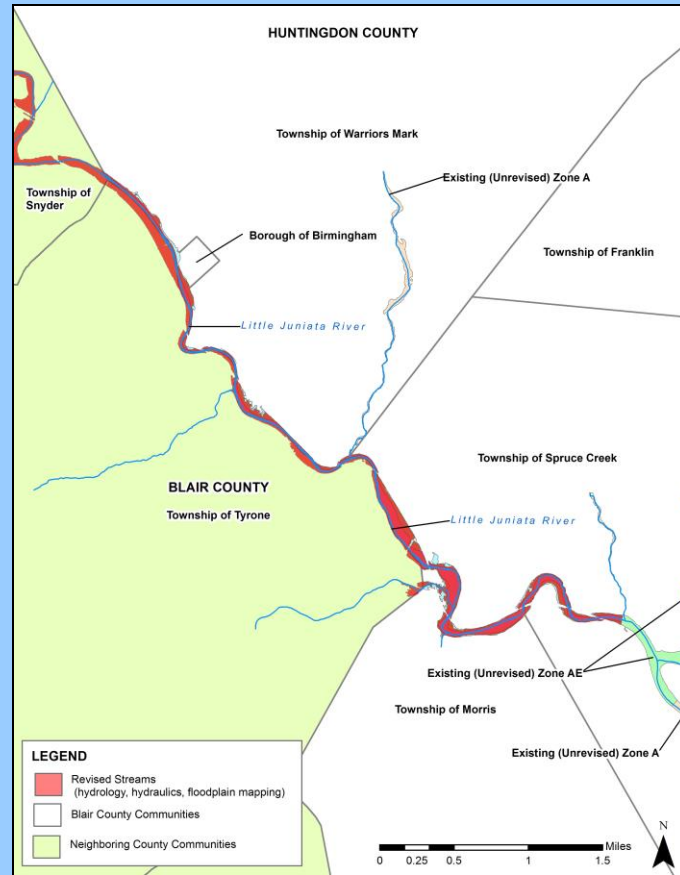 HUNTINGDON COUNTY
Township of Warriors Mark
Existing (Unrevised) Zone A
Township of
Snyder
Borough of Birmingham
Township of Franklin
Little Juniata River
Township of Spruce Creek
BLAIR COUNTY
Township of Tyrone
Little Juniata River
Existing (Unrevised) Zone AE
Township of Morris
Existing (Unrevised) Zone A
LEGEND
Revised Streams
(hydrology, hydraulics, floodplain mapping)
Blair County Communities
Neighboring County Communities
N
Miles
0 0.25 0.5 1 1.5